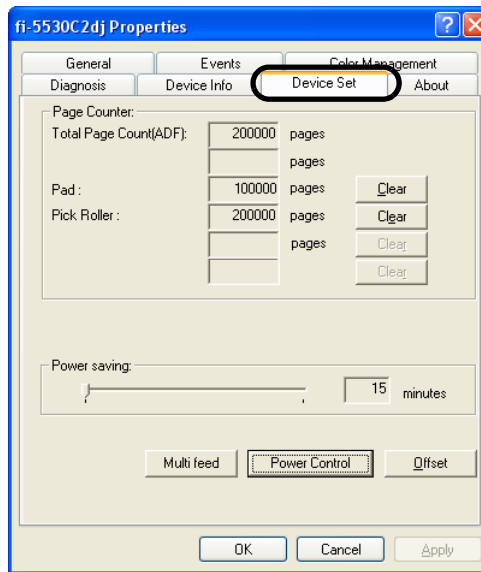 fi-5530C2dj Properties
General Events Color Management
Diagnosis Device Info Device Set About
Page Counter:
Total Page Count(ADF): 200000 pages
pages
Pad : 100000 pages Clear
Pick Roller : 200000 pages Clear
pages Clear
Clear
Power saving:
15 minutes
Multi feed Power Control Offset
OK Cancel Apply